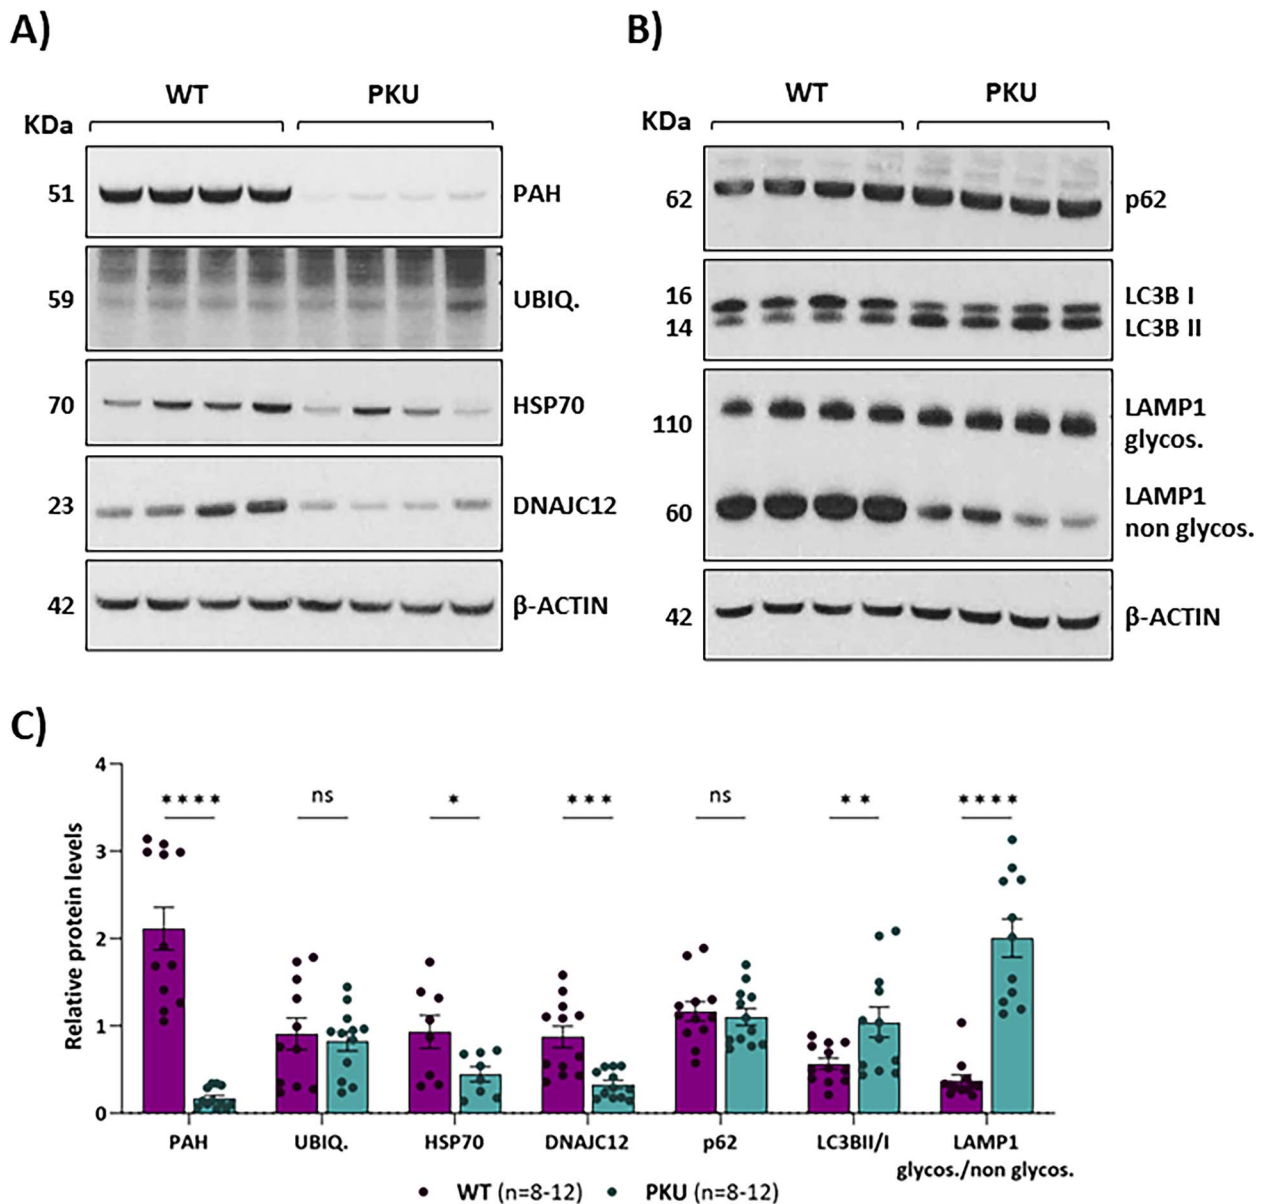 A)
WT PKU
KDa
51 PAH
59 UBIQ.
70 HSP70
23 DNAJC12
42 β-ACTIN
B)
WT PKU
KDa
62 p62
16 LC3B I
14 LC3B II
110 LAMP1
glycos.
60 LAMP1
non glycos.
42 β-ACTIN
C)
Relative protein levels
4
3
2
1
0
**** ns * *** ns ** ****
PAH UBIQ. HSP70 DNAJC12 p62 LC3BII/I LAMP1
glycos./non glycos.
WT (n=8-12) PKU (n=8-12)